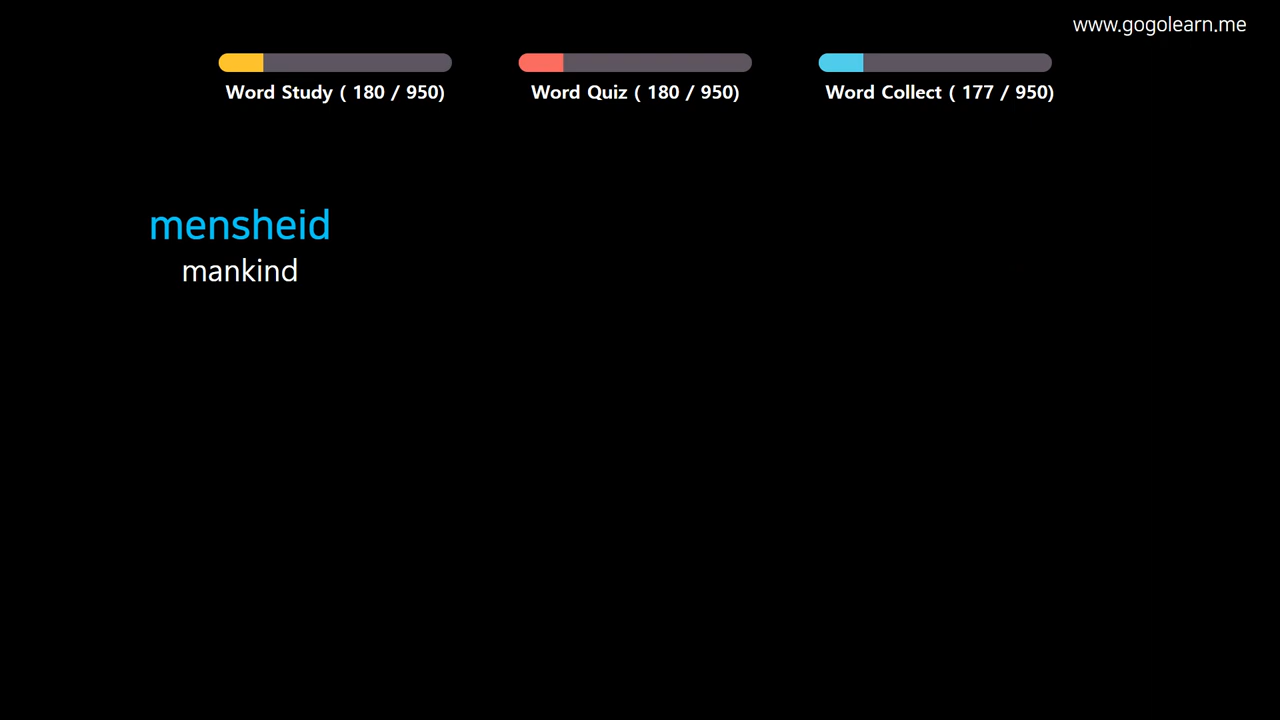 www.gogolearn.me
Word Study ( 180 / 950)
Word Quiz ( 180 / 950)
Word Collect ( 177 / 950)
mensheid
mankind